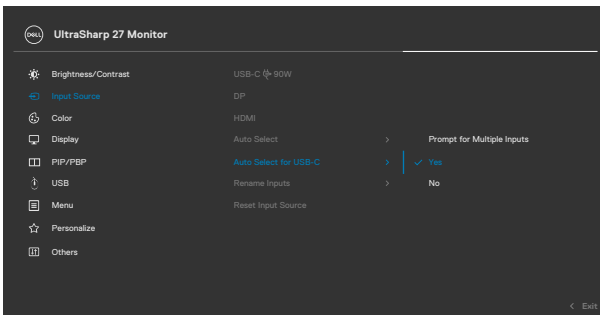 DELL UltraSharp 27 Monitor
Brightness/Contrast
Input Source
Color
Display
PIP/PBP
USB
Menu
Personalize
Others
USB-C 90W
DP
HDMI
Auto Select
Auto Select for USB-C
Rename Inputs
Reset Input Source
Prompt for Multiple Inputs
Yes
No
Exit